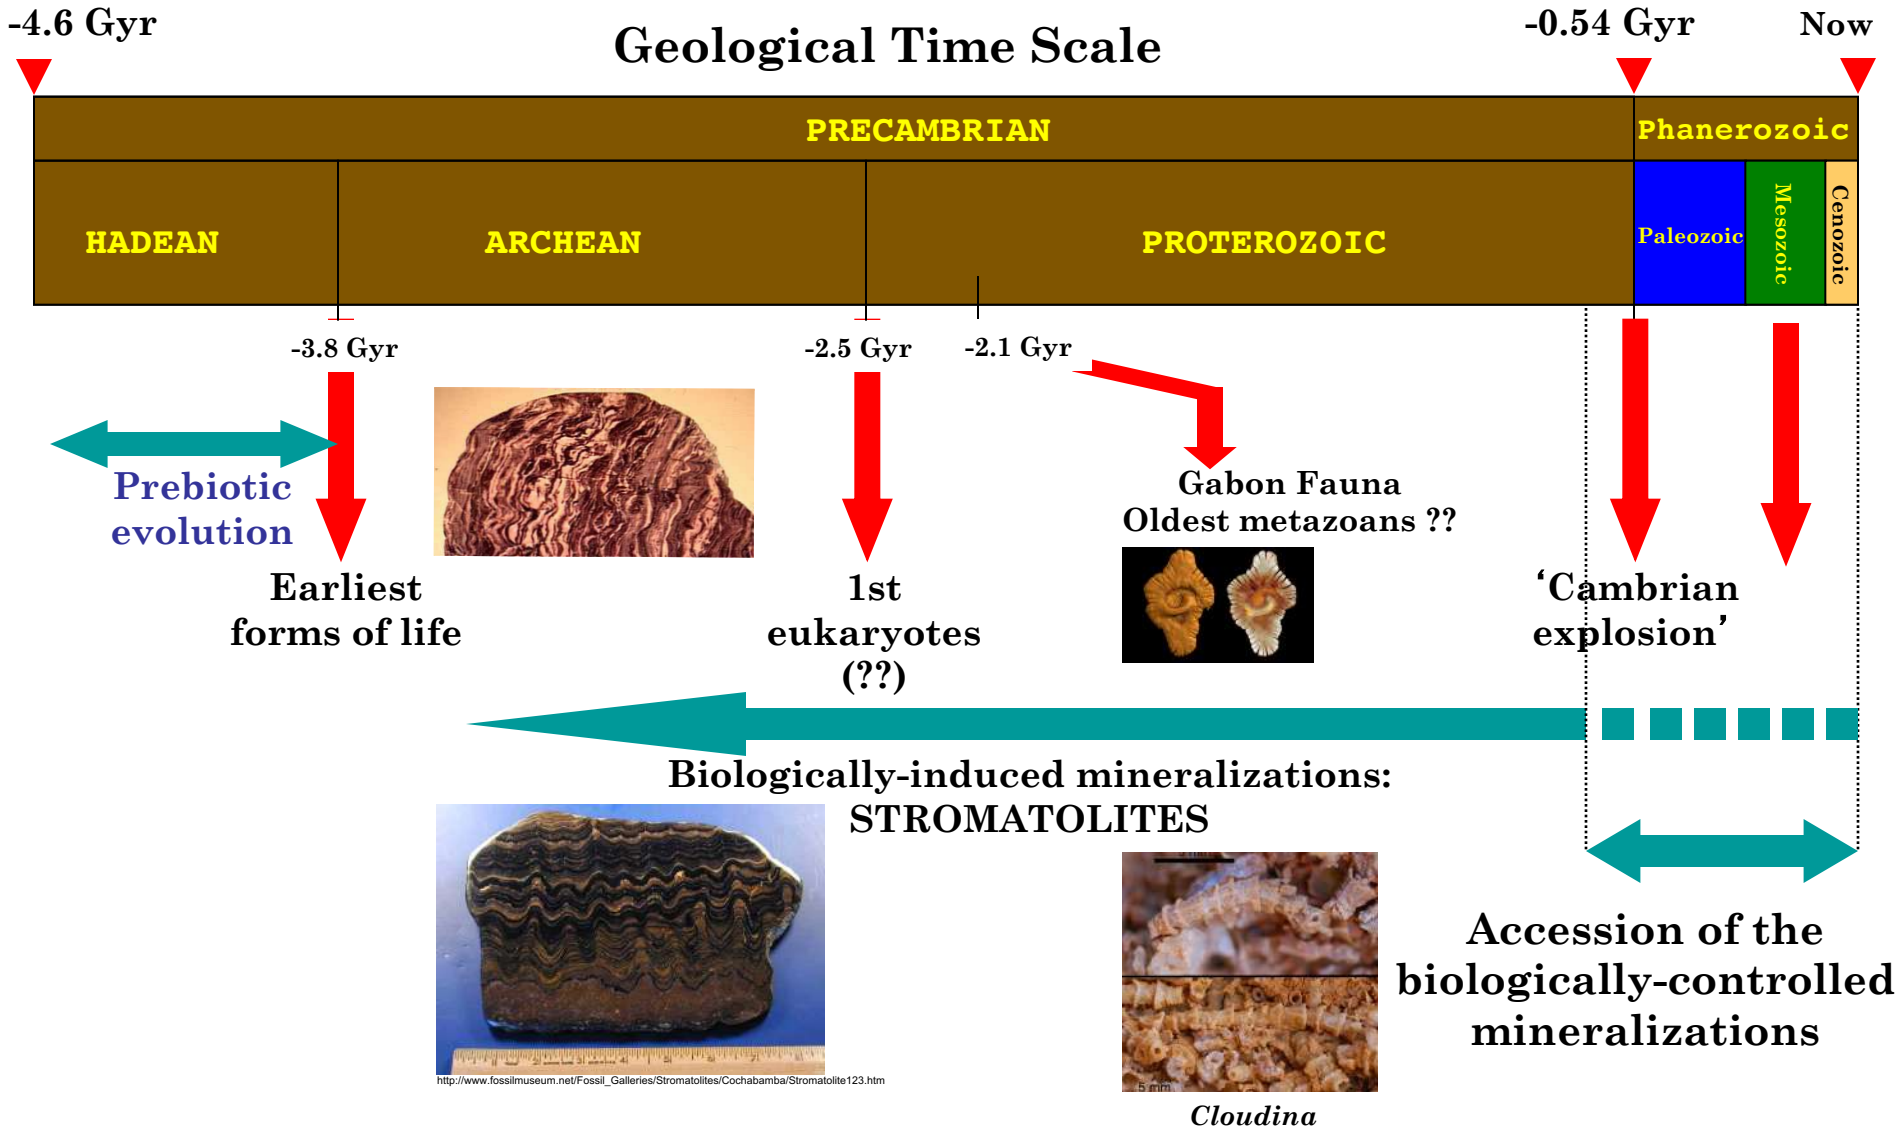 -4.6 Gyr
Geological Time Scale
-0.54 Gyr
Now
PRECAMBRIAN
Phanerozoic
HADEAN
ARCHEAN
PROTEROZOIC
Paleozoic
Mesozoic
Cenozoic
-3.8 Gyr
-2.5 Gyr
-2.1 Gyr
Prebiotic
evolution
Earliest
forms of life
1st
eukaryotes
(??)
Gabon Fauna
Oldest metazoans ??
‘Cambrian
explosion’
Biologically-induced mineralizations:
STROMATOLITES
Accession of the
biologically-controlled
mineralizations
http://www.fossilmuseum.net/Fossil_Galleries/Stromatolites/Cochabamba/Stromatolite123.htm
5 mm
Cloudina